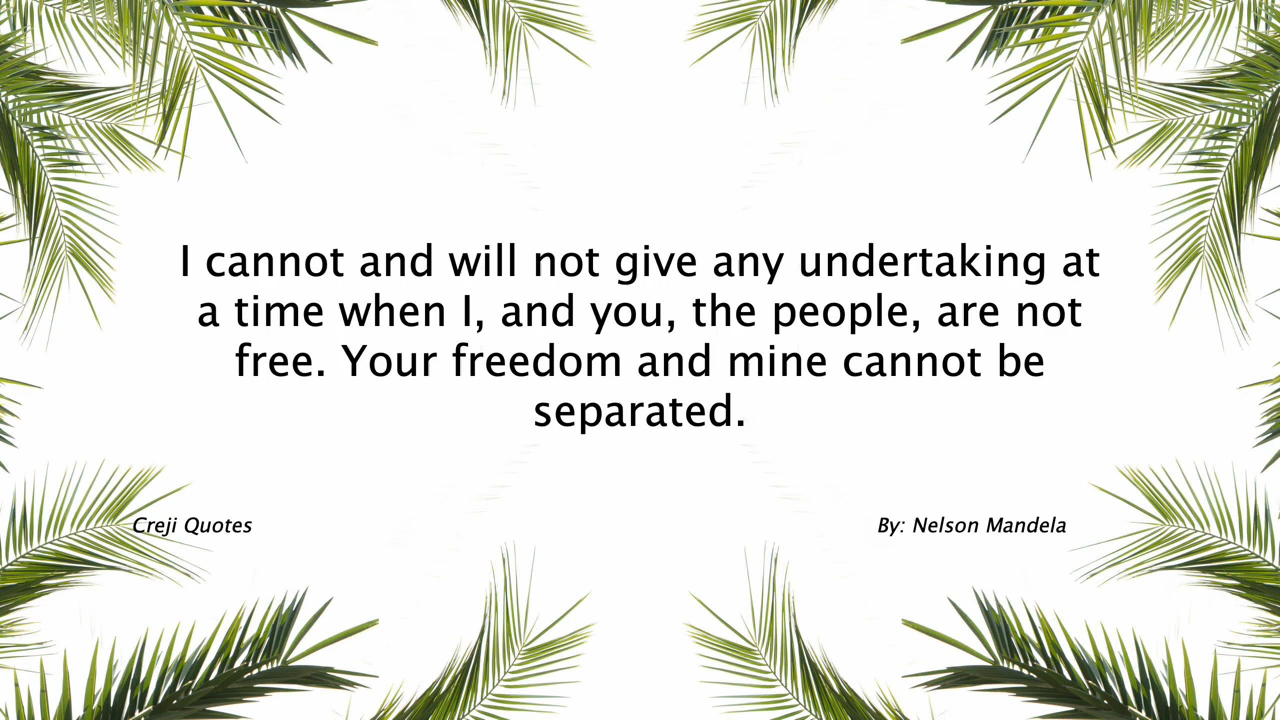 I cannot and will not give any undertaking at
a time when I, and you, the people, are not
free. Your freedom and mine cannot be
separated.
Creji Quotes
By: Nelson Mandela